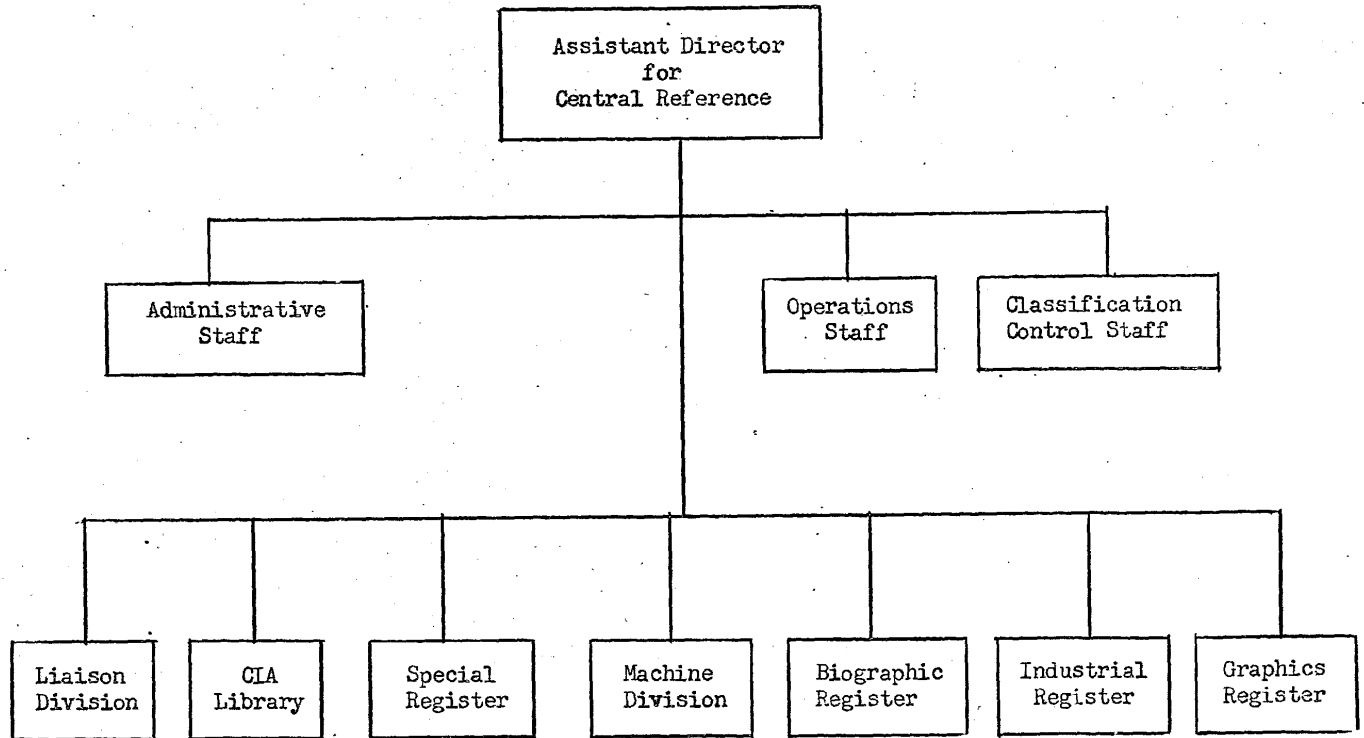 Assistant Director
for
Central Reference
Administrative
Staff
Operations
Staff
Classification
Control Staff
Liaison
Division
CIA
Library
Special
Register
Machine
Division
Biographic
Register
Industrial
Register
Graphics
Register